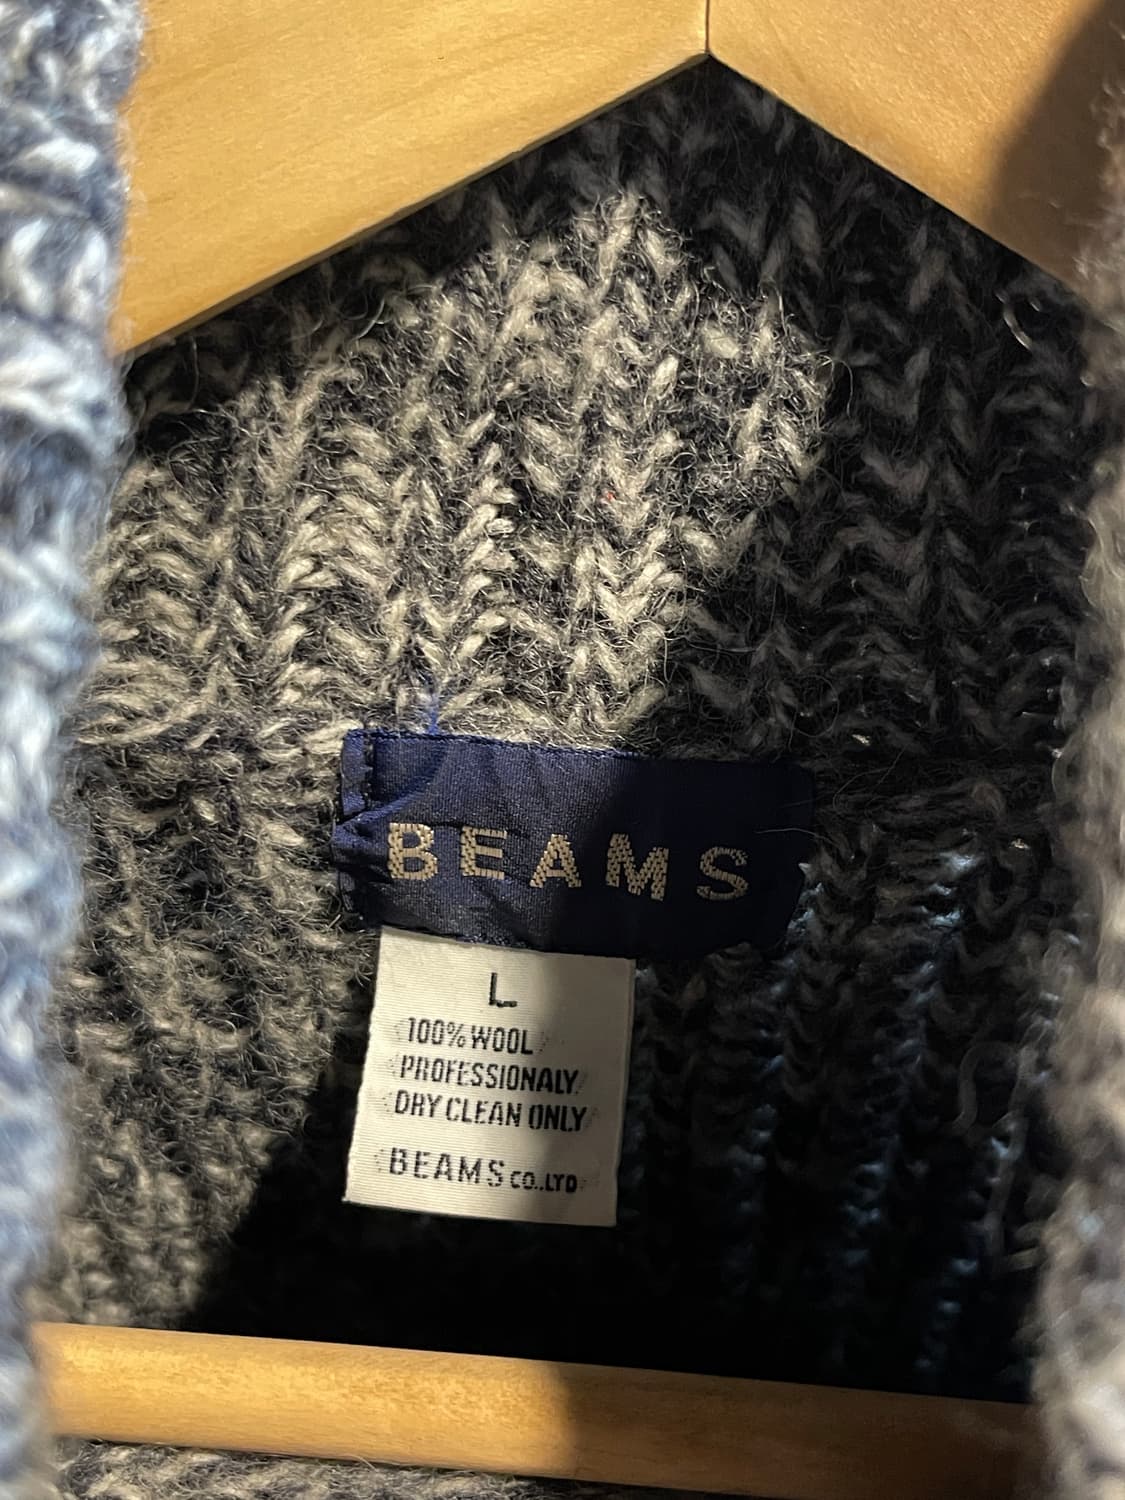 BEAMS
L
100% WOOL
PROFESSIONALY
DRY CLEAN ONLY
BEAMS CO.,LTD.